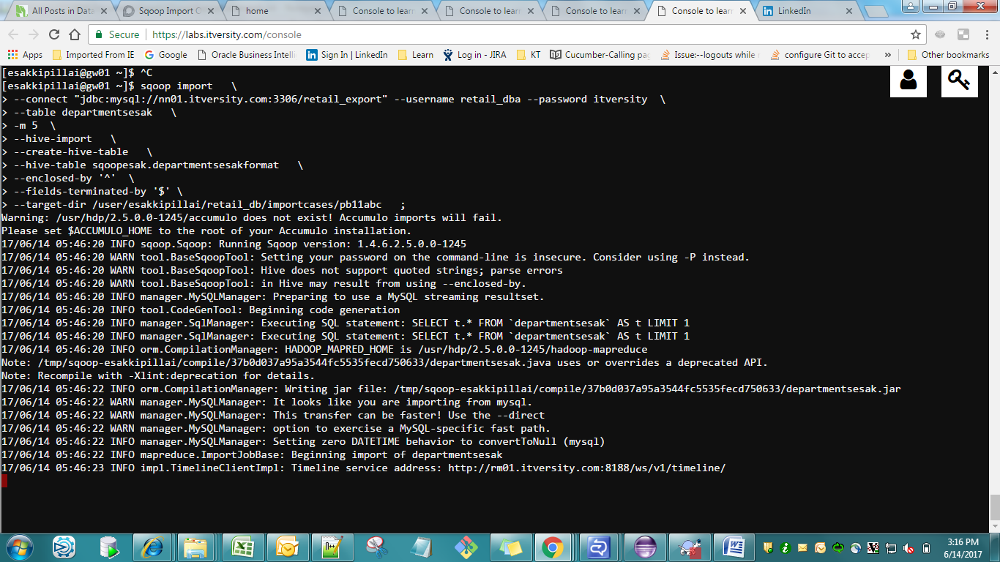 All Posts in Data
Sqoop Import O
home
Console to learn
Console to learn
Console to learn
Console to learn
LinkedIn
Secure
https://labs.itversity.com/console
Apps
Imported From IE
Google
Oracle Business Intelli
Sign In | LinkedIn
Learn
Log in - JIRA
KT
Cucumber-Calling pag
Issue:--logouts while
configure Git to accep
»
Other bookmarks
[esakkipillai@gw01 ~]$ ^C
[esakkipillai@gw01 ~]$ sqoop import   \
> --connect "jdbc:mysql://nn01.itversity.com:3306/retail_export" --username retail_dba --password itversity  \
> --table departmentsesak   \
> -m 5  \
> --hive-import   \
> --create-hive-table   \
> --hive-table sqoopesak.departmentsesakformat   \
> --enclosed-by '^'  \
> --fields-terminated-by '$' \
> --target-dir /user/esakkipillai/retail_db/importcases/pb11abc   ;
Warning: /usr/hdp/2.5.0.0-1245/accumulo does not exist! Accumulo imports will fail.
Please set $ACCUMULO_HOME to the root of your Accumulo installation.
17/06/14 05:46:20 INFO sqoop.Sqoop: Running Sqoop version: 1.4.6.2.5.0.0-1245
17/06/14 05:46:20 WARN tool.BaseSqoopTool: Setting your password on the command-line is insecure. Consider using -P instead.
17/06/14 05:46:20 WARN tool.BaseSqoopTool: Hive does not support quoted strings; parse errors
17/06/14 05:46:20 WARN tool.BaseSqoopTool: in Hive may result from using --enclosed-by.
17/06/14 05:46:20 INFO manager.MySQLManager: Preparing to use a MySQL streaming resultset.
17/06/14 05:46:20 INFO tool.CodeGenTool: Beginning code generation
17/06/14 05:46:20 INFO manager.SqlManager: Executing SQL statement: SELECT t.* FROM `departmentsesak` AS t LIMIT 1
17/06/14 05:46:20 INFO manager.SqlManager: Executing SQL statement: SELECT t.* FROM `departmentsesak` AS t LIMIT 1
17/06/14 05:46:20 INFO orm.CompilationManager: HADOOP_MAPRED_HOME is /usr/hdp/2.5.0.0-1245/hadoop-mapreduce
Note: /tmp/sqoop-esakkipillai/compile/37b0d037a95a3544fc5535fecd750633/departmentsesak.java uses or overrides a deprecated API.
Note: Recompile with -Xlint:deprecation for details.
17/06/14 05:46:22 INFO orm.CompilationManager: Writing jar file: /tmp/sqoop-esakkipillai/compile/37b0d037a95a3544fc5535fecd750633/departmentsesak.jar
17/06/14 05:46:22 WARN manager.MySQLManager: It looks like you are importing from mysql.
17/06/14 05:46:22 WARN manager.MySQLManager: This transfer can be faster! Use the --direct
17/06/14 05:46:22 WARN manager.MySQLManager: option to exercise a MySQL-specific fast path.
17/06/14 05:46:22 INFO manager.MySQLManager: Setting zero DATETIME behavior to convertToNull (mysql)
17/06/14 05:46:22 INFO mapreduce.ImportJobBase: Beginning import of departmentsesak
17/06/14 05:46:23 INFO impl.TimelineClientImpl: Timeline service address: http://rm01.itversity.com:8188/ws/v1/timeline/
3:16 PM
6/14/2017